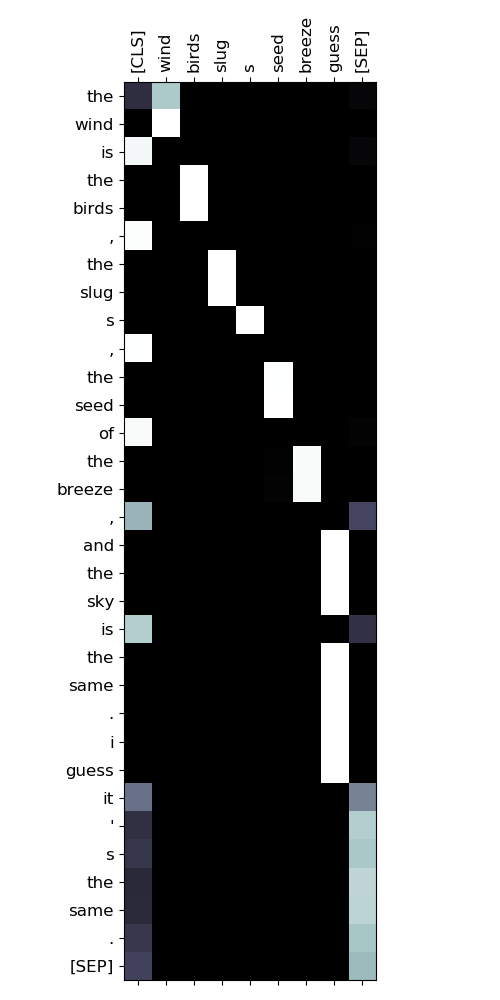 [CLS] wind birds slug s seed breeze guess [SEP]
the
wind
is
the
birds
,
the
slug
s
,
the
seed
of
the
breeze
,
and
the
sky
is
the
same
.
i
guess
it
'
s
the
same
.
[SEP]